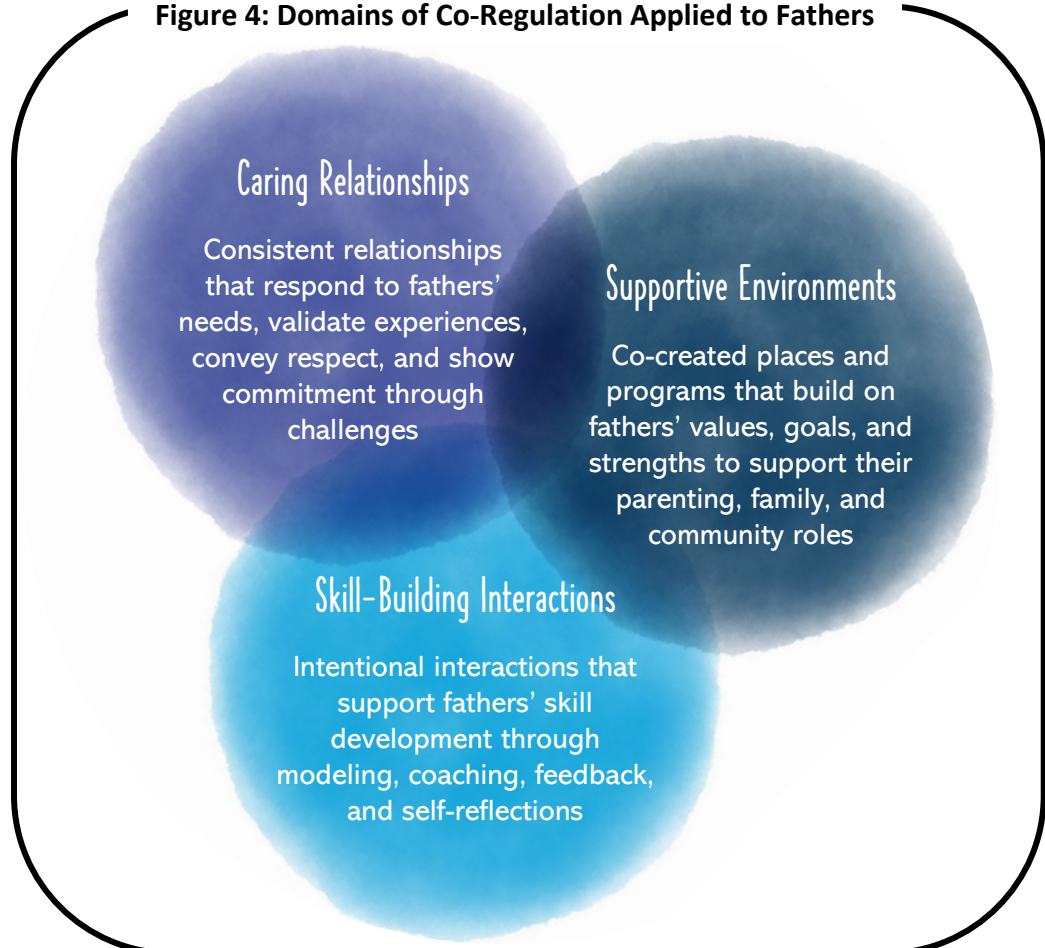 Figure 4: Domains of Co-Regulation Applied to Fathers
Caring Relationships
Consistent relationships
that respond to fathers’
needs, validate experiences,
convey respect, and show
commitment through
challenges
Supportive Environments
Co-created places and
programs that build on
fathers’ values, goals, and
strengths to support their
parenting, family, and
community roles
Skill-Building Interactions
Intentional interactions that
support fathers’ skill
development through
modeling, coaching, feedback,
and self-reflections